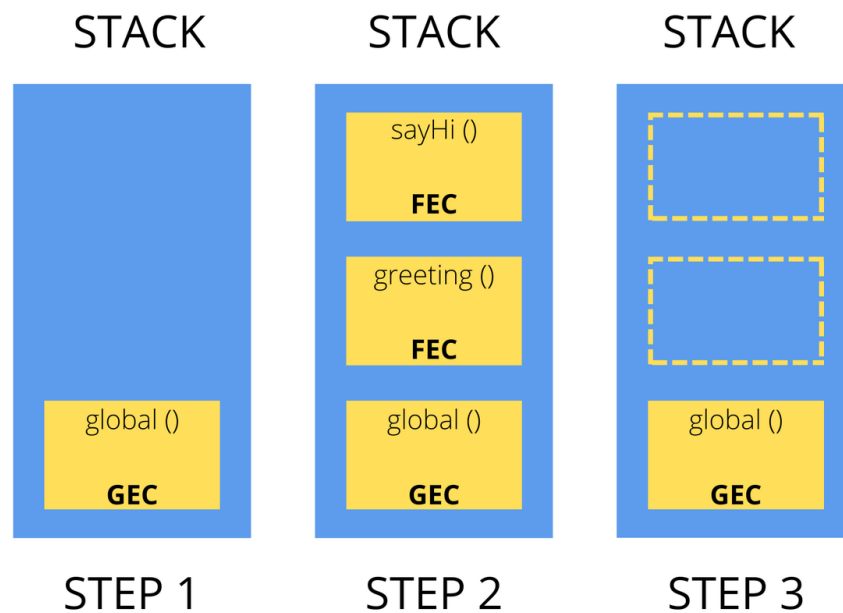 STACK
STACK
STACK
sayHi ()
FEC
greeting ()
FEC
global ()
GEC
global ()
GEC
global ()
GEC
STEP 1
STEP 2
STEP 3